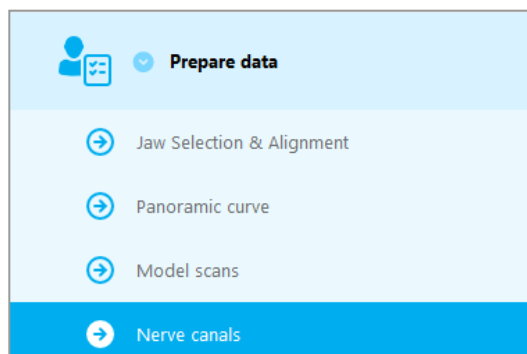 Prepare data
Jaw Selection & Alignment
Panoramic curve
Model scans
Nerve canals